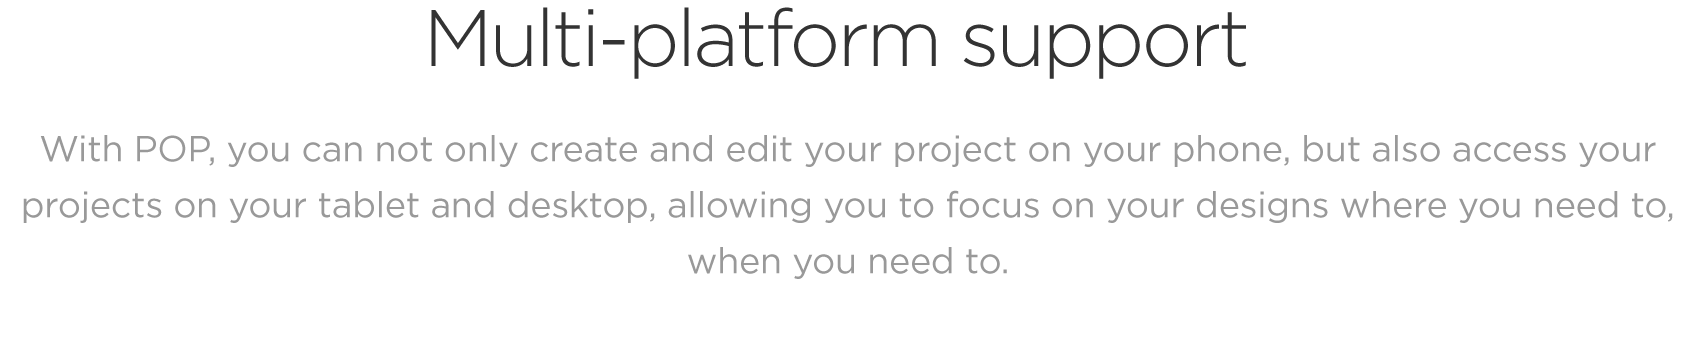 Multi-platform support
With POP, you can not only create and edit your project on your phone, but also access your
projects on your tablet and desktop, allowing you to focus on your designs where you need to,
when you need to.